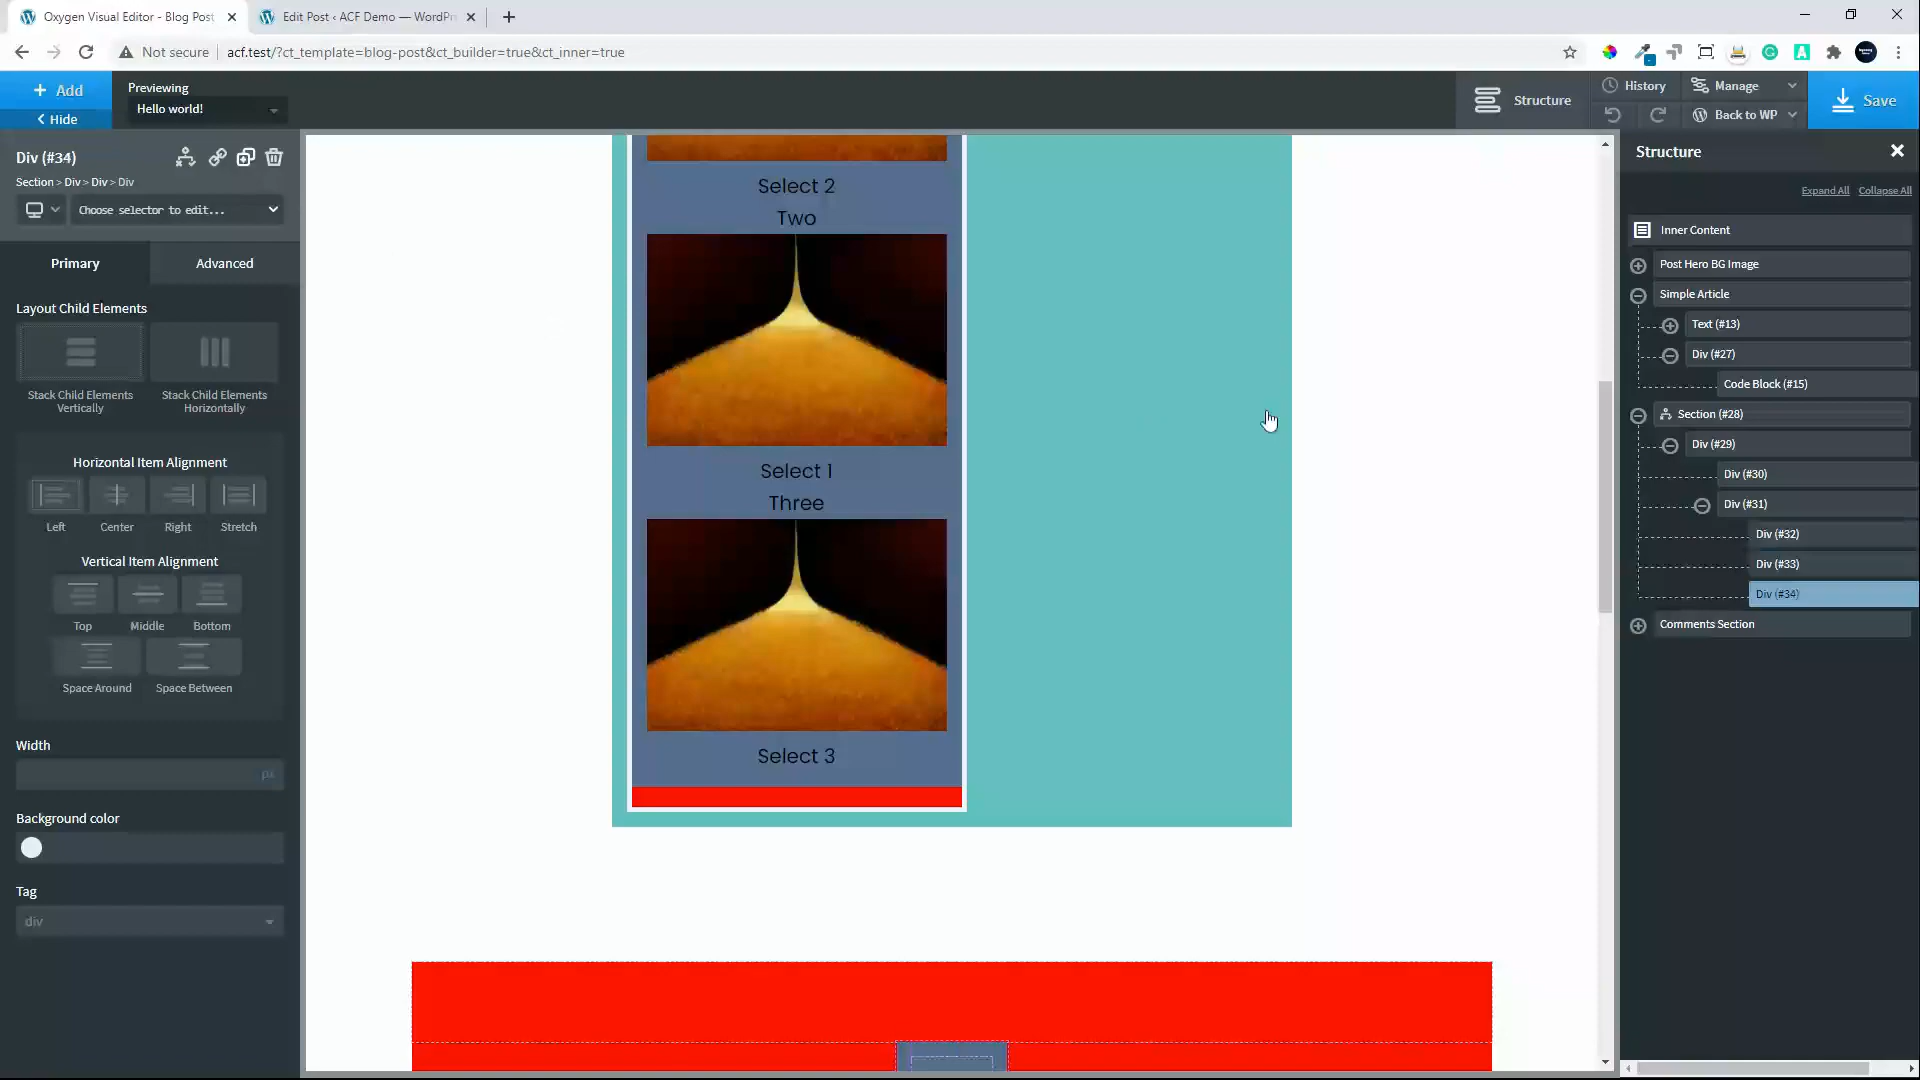 Oxygen Visual Editor - Blog Post
Edit Post ‹ ACF Demo — WordPr
Not secure
acf.test/?ct_template=blog-post&ct_builder=true&ct_inner=true
+ Add
Hide
Previewing
Hello world!
Structure
History
Manage
Back to WP
Save
Div (#34)
Section > Div > Div > Div
Choose selector to edit...
Primary
Advanced
Layout Child Elements
Stack Child Elements
Vertically
Stack Child Elements
Horizontally
Horizontal Item Alignment
Left
Center
Right
Stretch
Vertical Item Alignment
Top
Middle
Bottom
Space Around
Space Between
Width
px
Background color
Tag
div
Select 2
Two
Select 1
Three
Select 3
Structure
Expand All
Collapse All
Inner Content
Post Hero BG Image
Simple Article
Text (#13)
Div (#27)
Code Block (#15)
Section (#28)
Div (#29)
Div (#30)
Div (#31)
Div (#32)
Div (#33)
Div (#34)
Comments Section